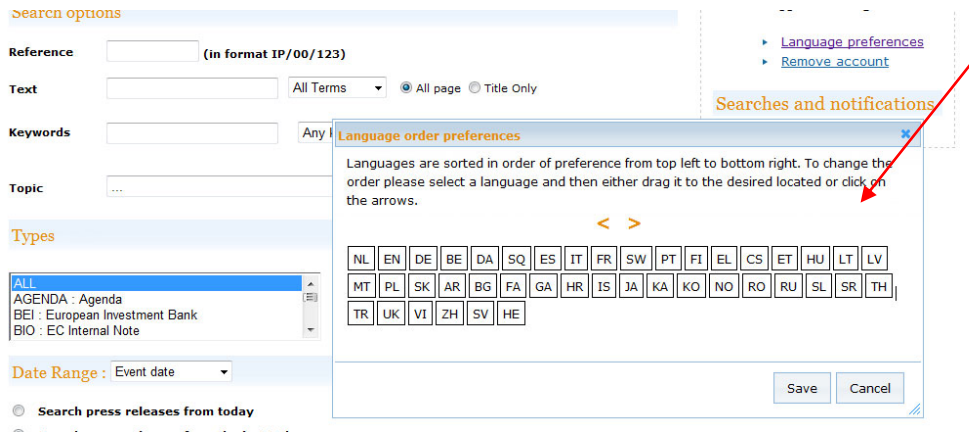 Search options
Reference (in format IP/00/123)
Text All Terms All page Title Only
Keywords Any
Topic ...
Types
ALL
AGENDA : Agenda
BEI : European Investment Bank
BIO : EC Internal Note
Date Range : Event date
Search press releases from today
Language preferences
Remove account
Searches and notifications
Language order preferences
Languages are sorted in order of preference from top left to bottom right. To change the
order please select a language and then either drag it to the desired located or click on
the arrows.
< >
NL EN DE BE DA SQ ES IT FR SW PT FI EL CS ET HU LT LV
MT PL SK AR BG FA GA HR IS JA KA KO NO RO RU SL SR TH
TR UK VI ZH SV HE
Save Cancel